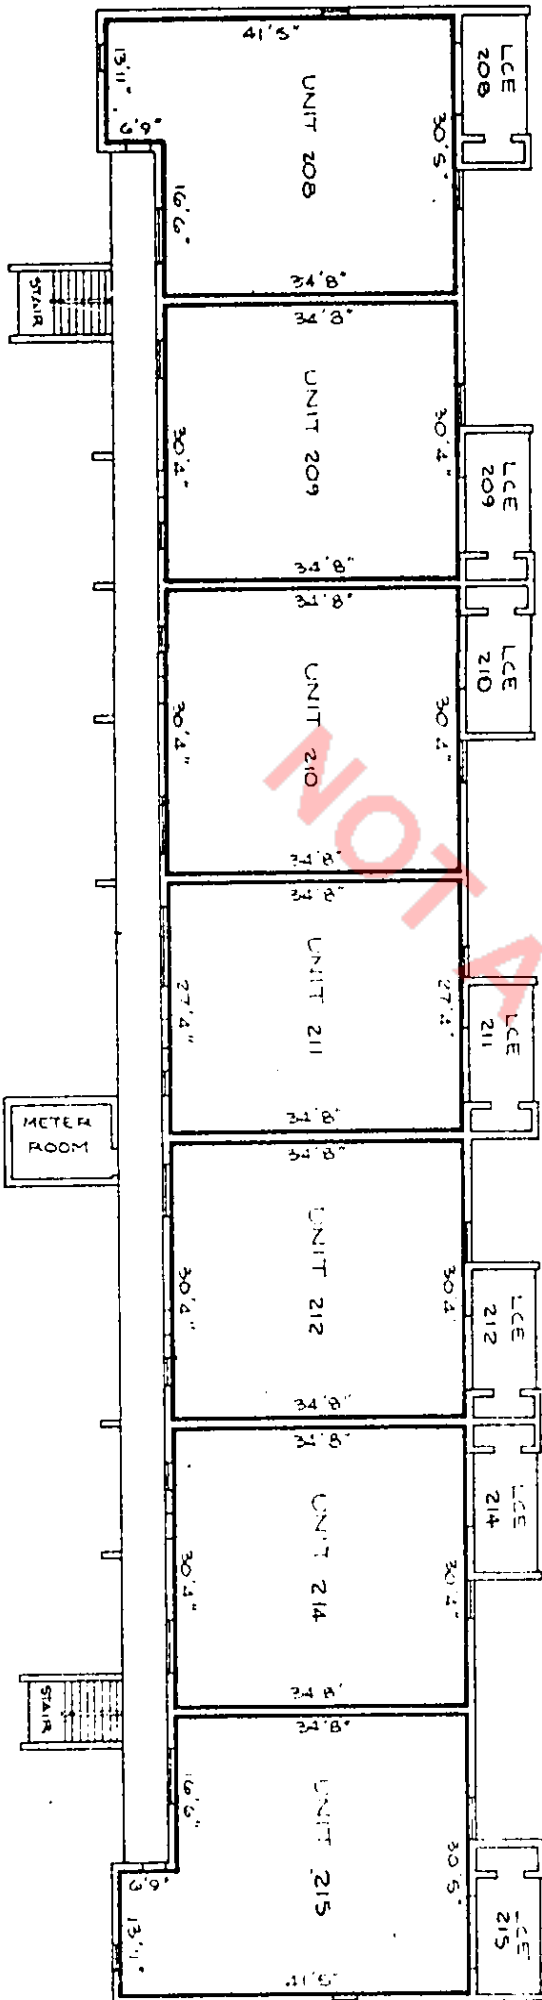 41'5"
13'11"
6'9"
UNIT 208
30'5"
16'6"
34'8"
LCE
208
STAIR
34'8"
UNIT 209
30'4"
30'4"
34'8"
LCE
209
34'8"
UNIT 210
30'4"
30'4"
34'8"
LCE
210
NOT A
34'8"
UNIT 211
27'4"
27'4"
34'8"
LCE
211
METER
ROOM
34'8"
UNIT 212
30'4"
30'4"
34'8"
LCE
212
34'8"
UNIT 214
30'4"
30'4"
34'8"
LCE
214
STAIR
34'8"
UNIT 215
16'6"
30'5"
13'11"
41'5"
LCE
215